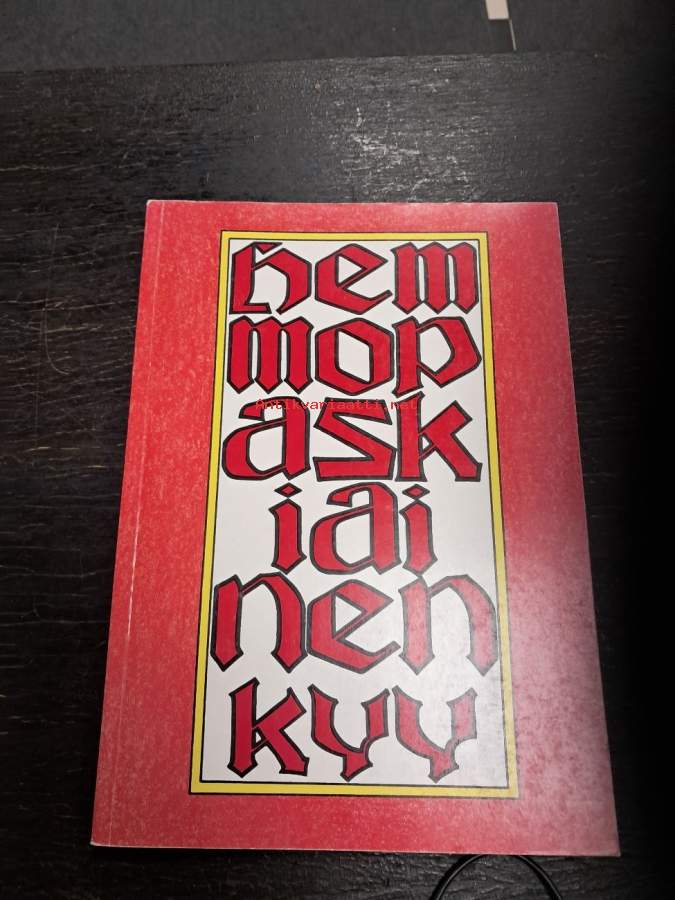 hem
mop
Antikvariaatti.net
ask
iai
nen
kyy